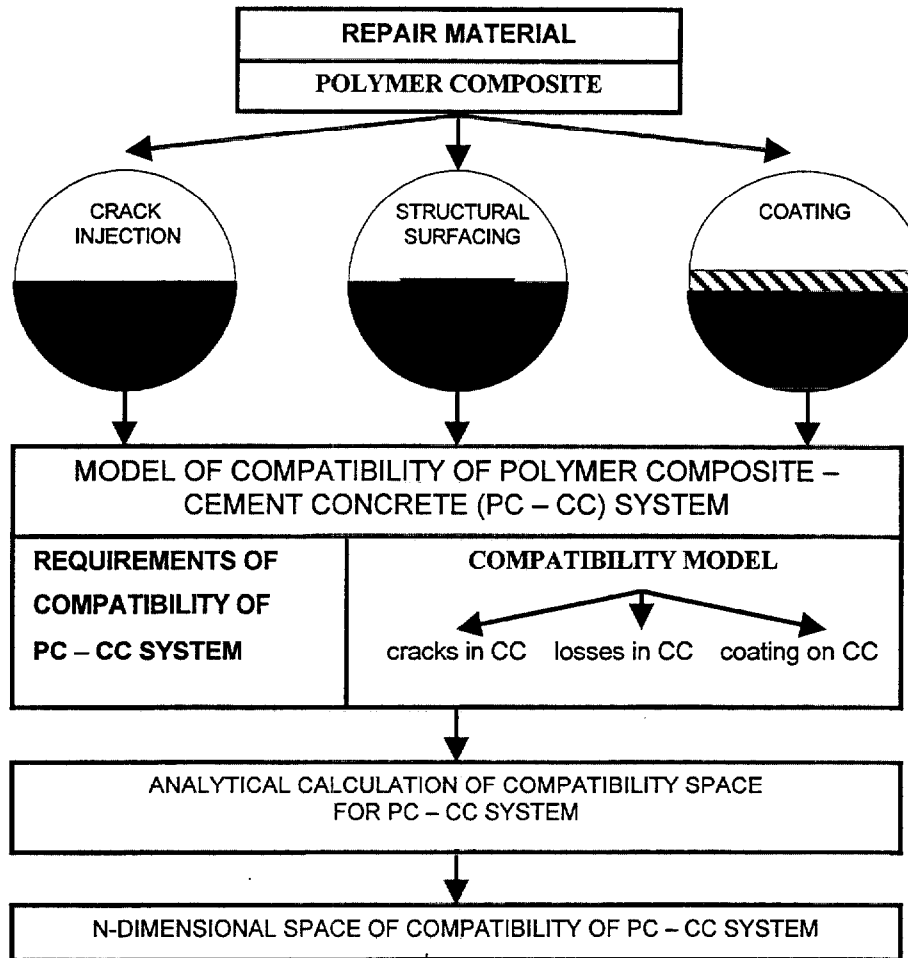 REPAIR MATERIAL
POLYMER COMPOSITE
CRACK
INJECTION
STRUCTURAL
SURFACING
COATING
MODEL OF COMPATIBILITY OF POLYMER COMPOSITE –
CEMENT CONCRETE (PC – CC) SYSTEM
REQUIREMENTS OF
COMPATIBILITY OF
PC – CC SYSTEM
COMPATIBILITY MODEL
cracks in CC
losses in CC
coating on CC
ANALYTICAL CALCULATION OF COMPATIBILITY SPACE
FOR PC – CC SYSTEM
N-DIMENSIONAL SPACE OF COMPATIBILITY OF PC – CC SYSTEM